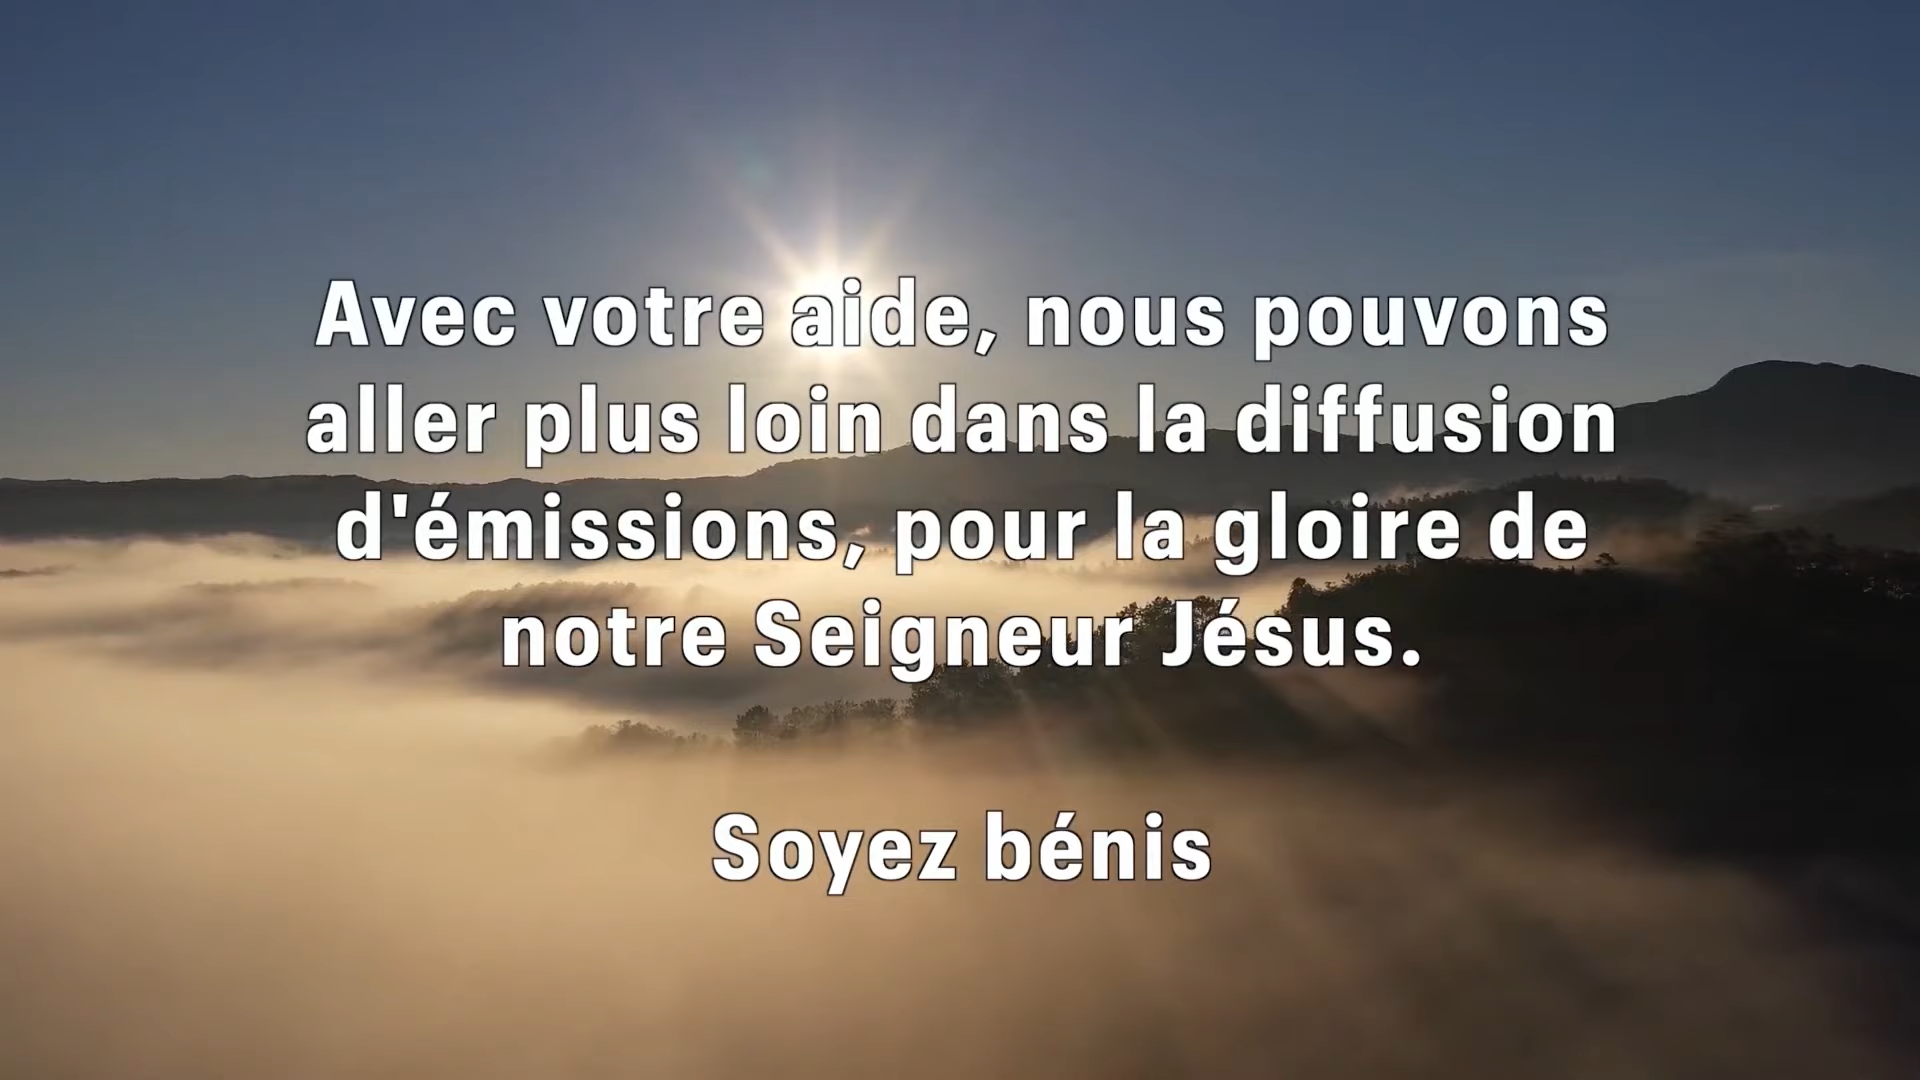 Avec votre aide, nous pouvons
aller plus loin dans la diffusion
d'émissions, pour la gloire de
notre Seigneur Jésus.
Soyez bénis